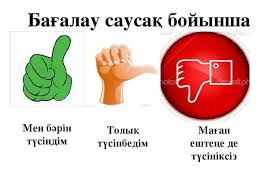 Бағалау саусақ бойынша
Мен бәрін
түсіндім
Толық
түсінбедім
Маған
ештеңе де
түсініксіз